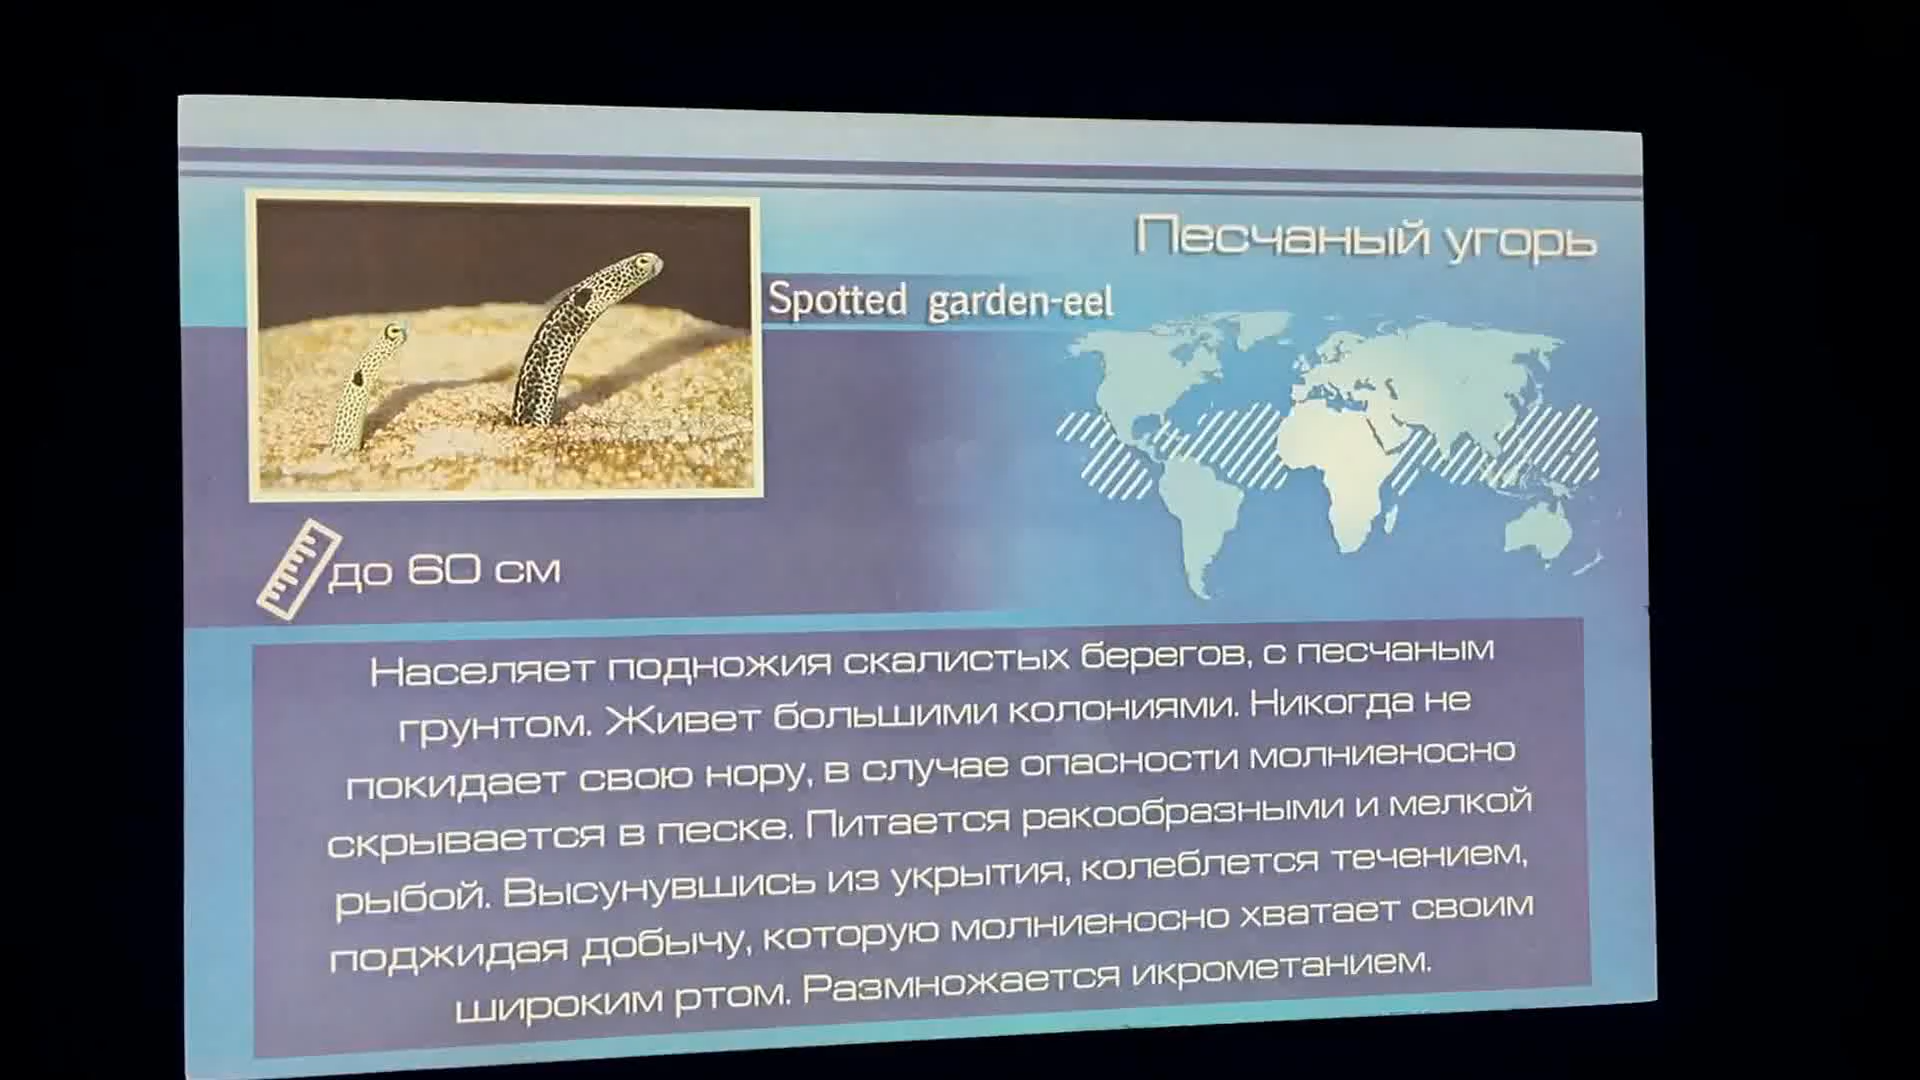 Песчаный угорь
Spotted garden-eel
до 60 см
Населяет подножия скалистых берегов, с песчаным
грунтом. Живет большими колониями. Никогда не
покидает свою нору, в случае опасности молниеносно
скрывается в песке. Питается ракообразными и мелкой
рыбой. Высунувшись из укрытия, колеблется течением,
поджидая добычу, которую молниеносно хватает своим
широким ртом. Размножается икрометанием.